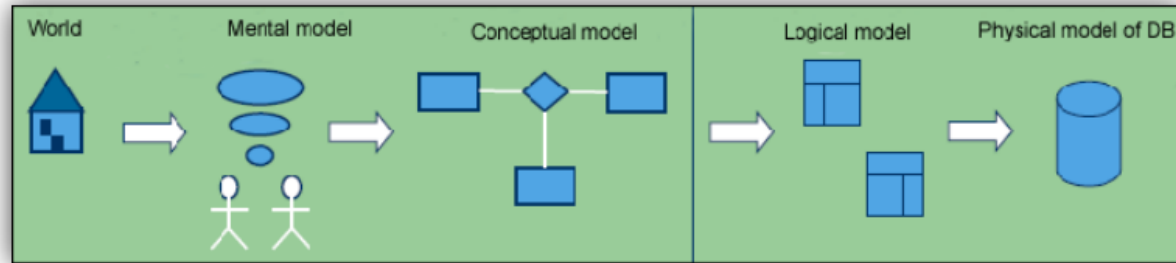 World
Mental model
Conceptual model
Logical model
Physical model of DB